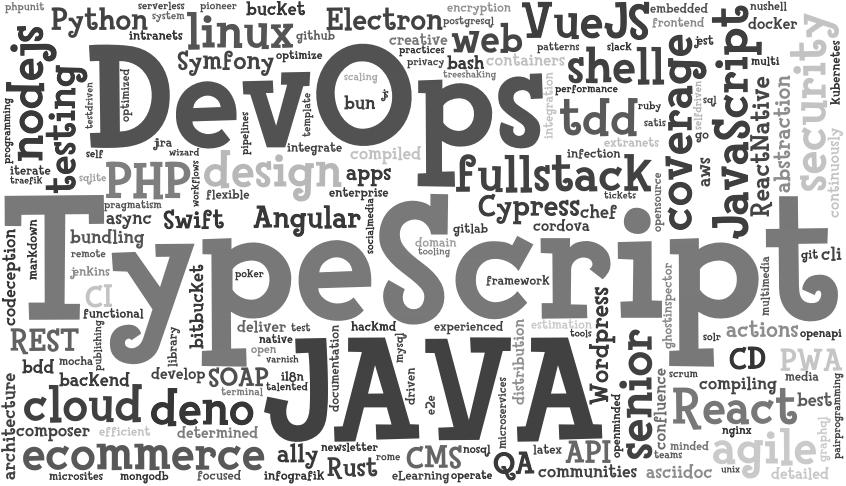 phpunit
Python
serverless
system
pioneer
bucket
intranets
linux
github
Electron
postgresql
encryption
creative
practices
web
VueJS
embedded
frontend
patterns
slack
nushell
docker
JavaScript
jest
multi
security
Kubernetes
nodejs
programming
testing
Symfony
optimize
DevOps
testdriven
optimized
scaling
bun
js
privacy
bash
treeshaking
containers
shell
performance
integration
tdd
ruby
satis
extranets
coverage
selfdriven
sql
go
aws
ReactNative
abstraction
continuously
jira
self
wizard
pipelines
template
integrate
compiled
infection
iterate
traefik
sqlite
PHP
workflows
design
flexible
apps
enterprise
fullstack
tickets
opensource
pragmatism
async
Swift
Angular
socialmedia
Cypress
chef
gitlab
cordova
TypeScript
codeception
markdown
bundling
remote
jenkins
CI
functional
bitbucket
poker
domain
tooling
framework
ghostinspector
multimedia
git
cli
REST
publishing
library
deliver
test
native
open
varnish
hackmd
experienced
estimation
tools
Wordpress
distribution
solr
actions
openapi
bdd
mocha
backend
develop
SOAP
terminal
i18n
talented
documentation
JAVA
mysql
driven
e2e
microservices
senior
confluence
scrum
CD
compiling
PWA
media
architecture
cloud
deno
composer
efficient
determined
React
best
nginx
graphql
pairprogramming
ecommerce
microsites
mongodb
focused
ally
infografik
newsletter
Rust
rome
CMS
eLearning
nosql
operate
QA
latex
API
openminded
communities
teams
minded
asciidoc
agile
unix
detailed